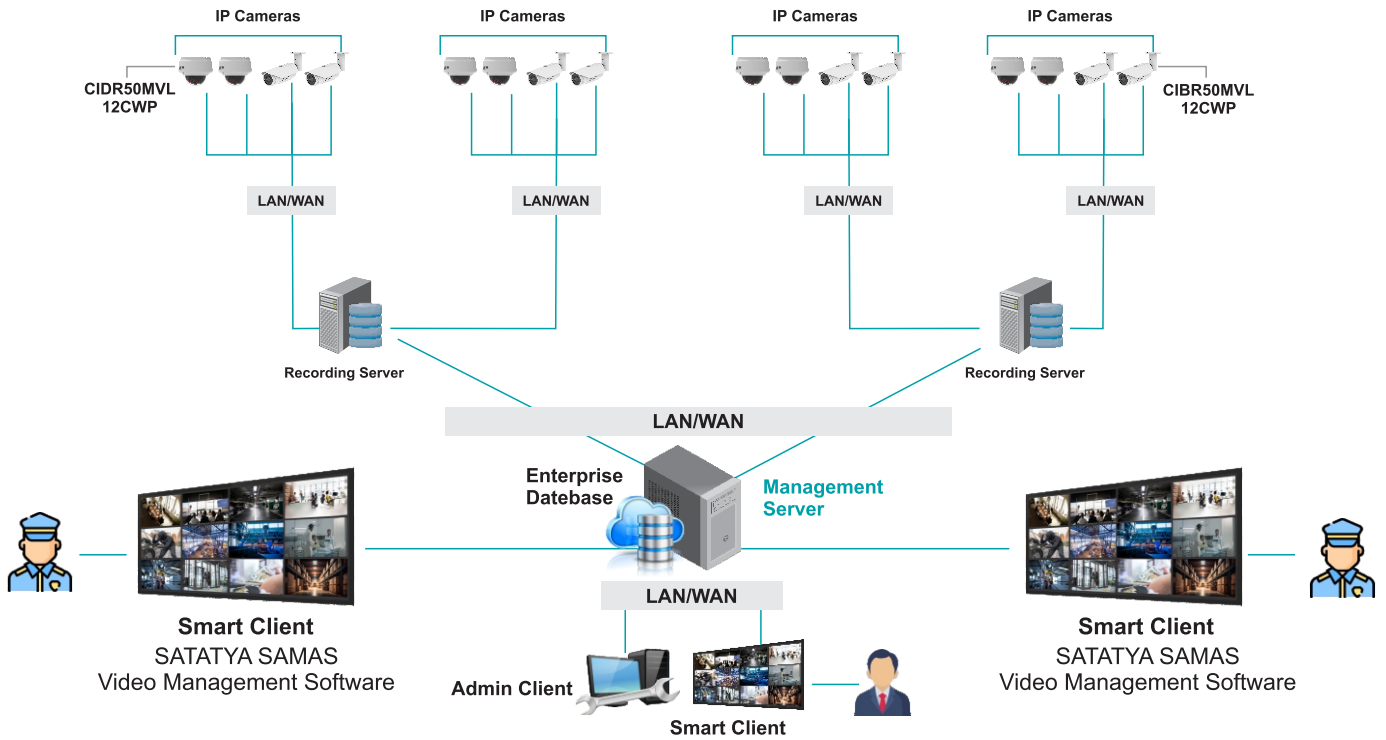 IP Cameras
IP Cameras
IP Cameras
IP Cameras
CIDR50MVL
12CWP
CIBR50MVL
12CWP
LAN/WAN
LAN/WAN
LAN/WAN
LAN/WAN
Recording Server
Recording Server
LAN/WAN
Enterprise
Datebase
Management
Server
LAN/WAN
Smart Client
SATATYA SAMAS
Video Management Software
Smart Client
SATATYA SAMAS
Video Management Software
Admin Client
Smart Client